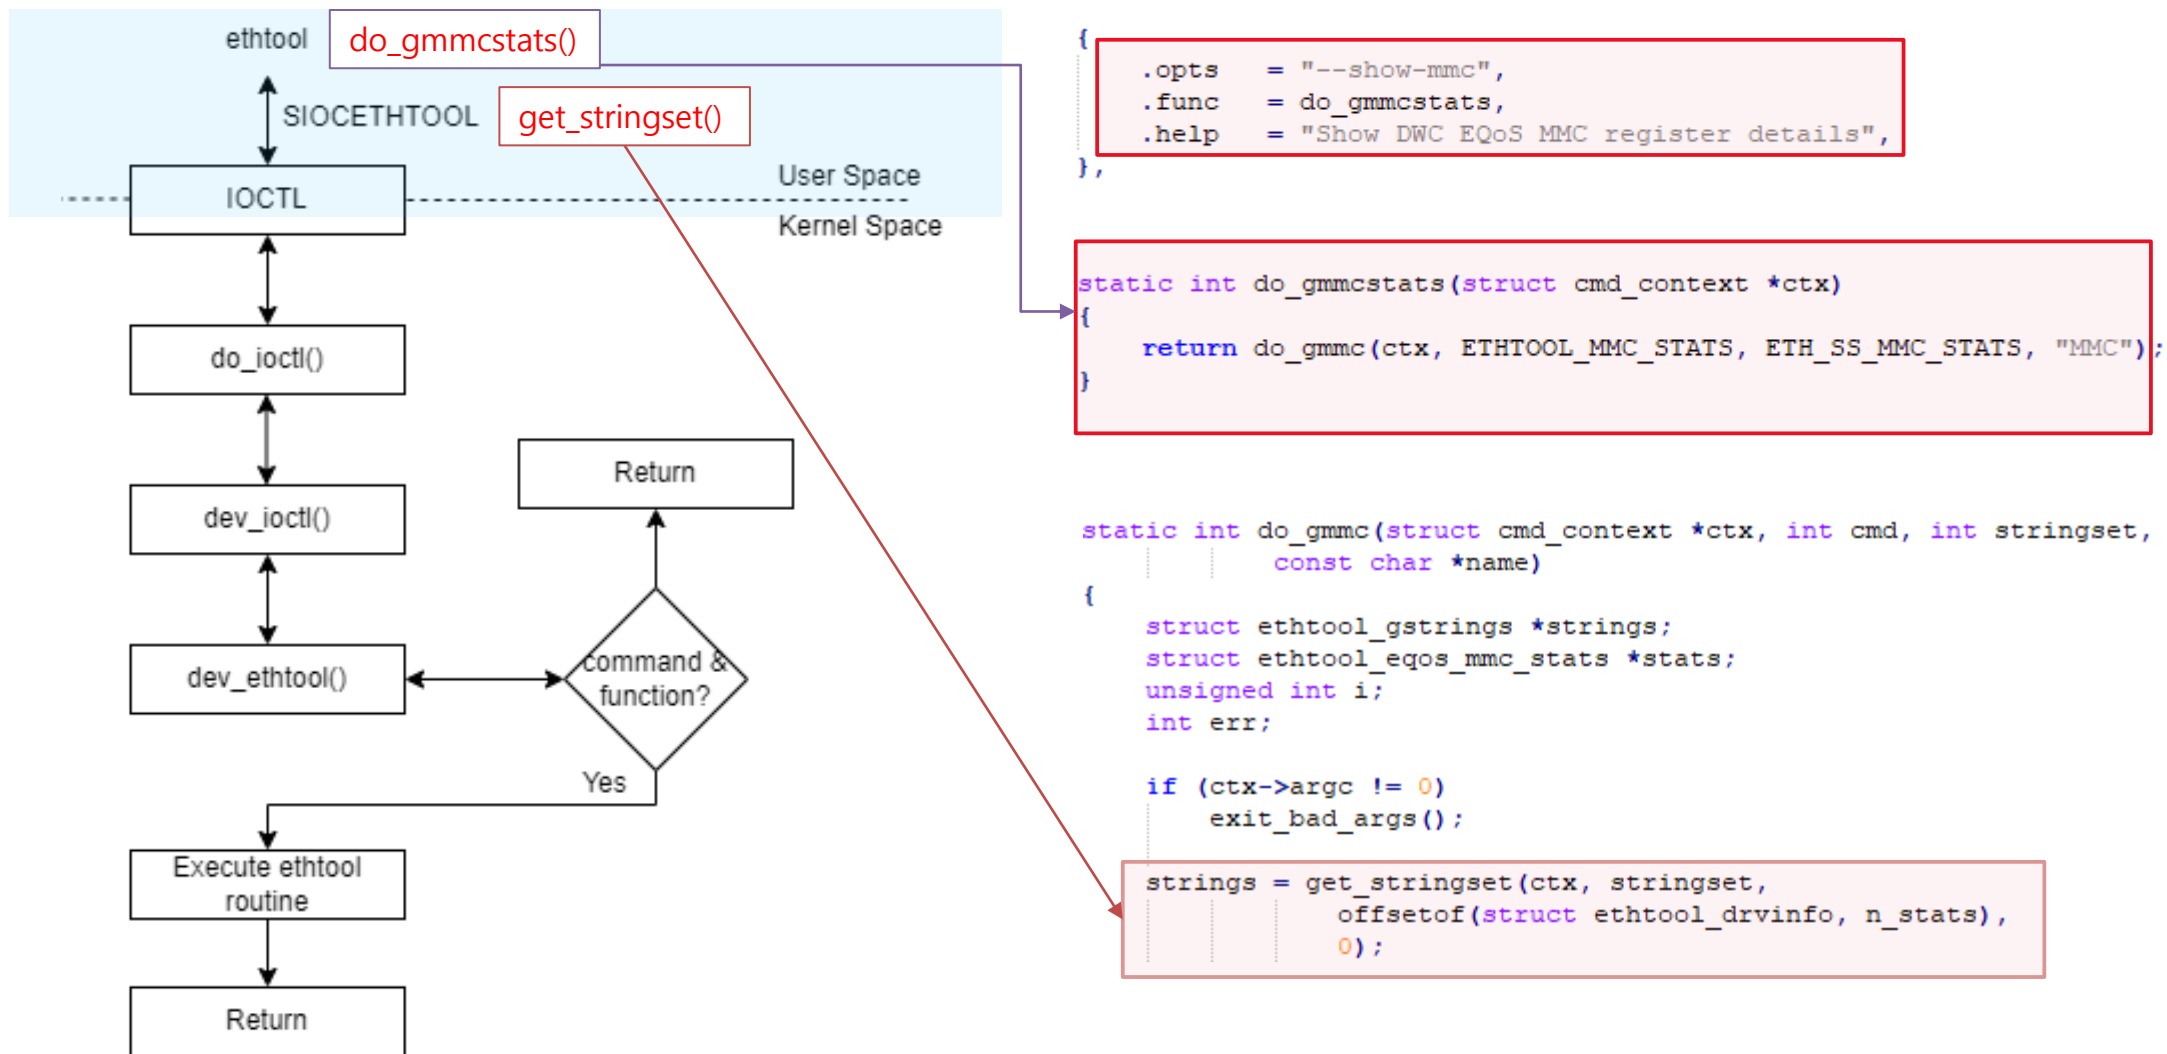 ethtool
do_gmmcstats()
SIOCETHTOOL
get_stringset()
IOCTL
User Space
Kernel Space
do_ioctl()
dev_ioctl()
dev_ethtool()
Return
command &
function?
Yes
Execute ethtool
routine
Return
{
.opts = "--show-mmc",
.func = do_gmmcstats,
.help = "Show DWC EQoS MMC register details",
},
static int do_gmmcstats(struct cmd_context *ctx)
{
return do_gmmc(ctx, ETHTOOL_MMC_STATS, ETH_SS_MMC_STATS, "MMC");
}
static int do_gmmc(struct cmd_context *ctx, int cmd, int stringset,
const char *name)
{
struct ethtool_gstrings *strings;
struct ethtool_eqos_mmc_stats *stats;
unsigned int i;
int err;
if (ctx->argc != 0)
exit_bad_args();
strings = get_stringset(ctx, stringset,
offsetof(struct ethtool_drvinfo, n_stats),
0);